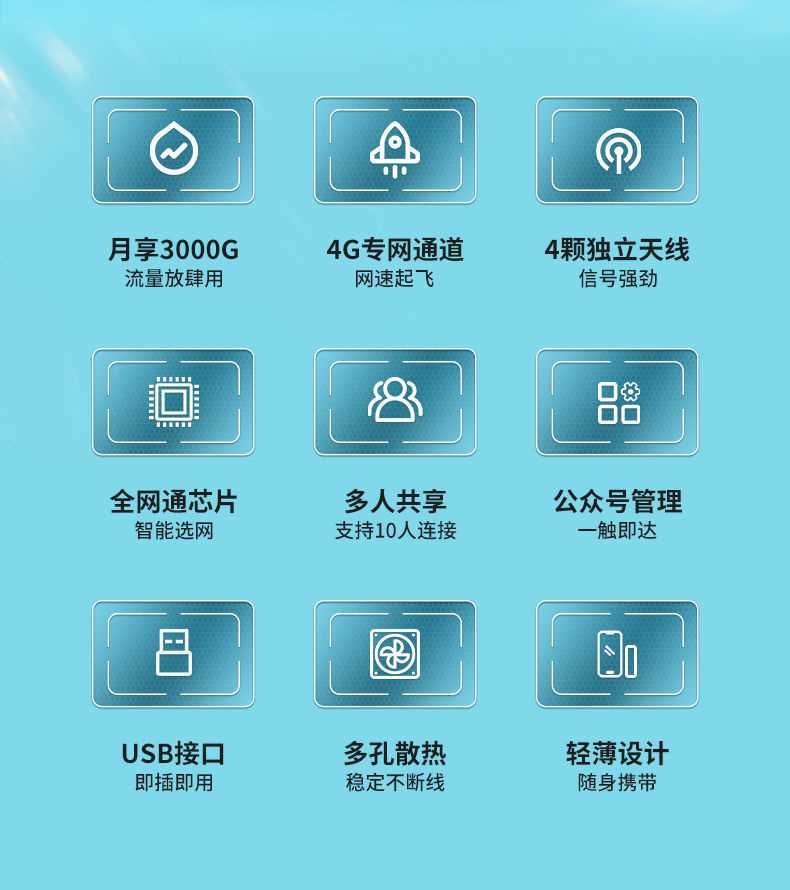 月享3000G
流量放肆用
4G专网通道
网速起飞
4颗独立天线
信号强劲
全网通芯片
智能选网
多人共享
支持10人连接
公众号管理
一触即达
USB接口
即插即用
多孔散热
稳定不断线
轻薄设计
随身携带